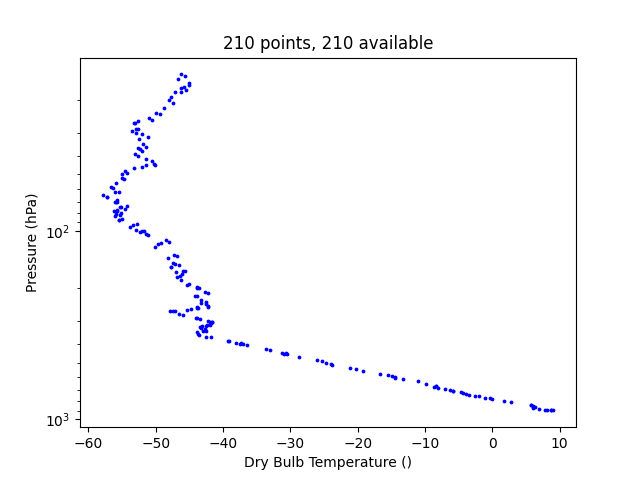 210 points, 210 available
Pressure (hPa)
10²
10³
−60 −50 −40 −30 −20 −10 0 10
Dry Bulb Temperature ()